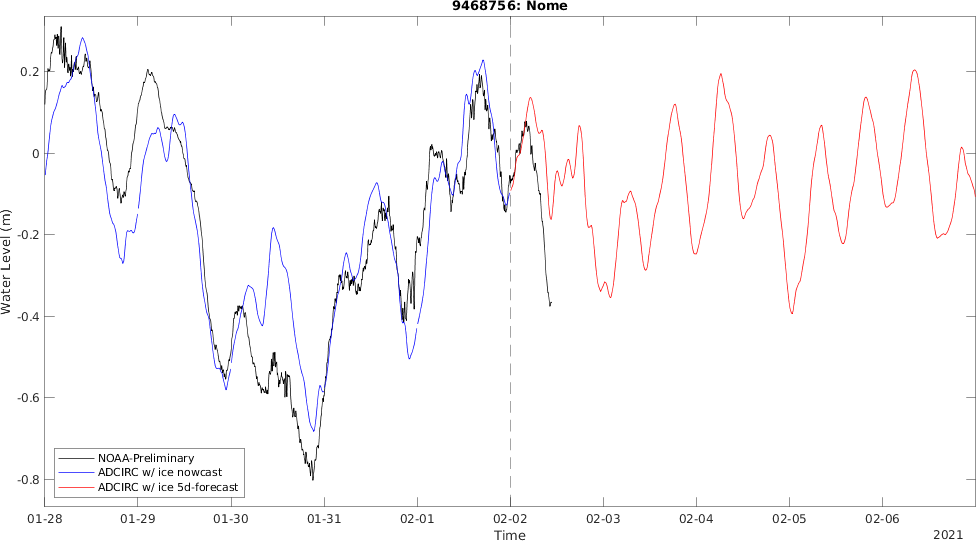 9468756: Nome
0.2
0
-0.2
-0.4
-0.6
-0.8
Water Level (m)
NOAA-Preliminary
ADCIRC w/ ice nowcast
ADCIRC w/ ice 5d-forecast
01-28 01-29 01-30 01-31 02-01 02-02 02-03 02-04 02-05 02-06
Time
2021